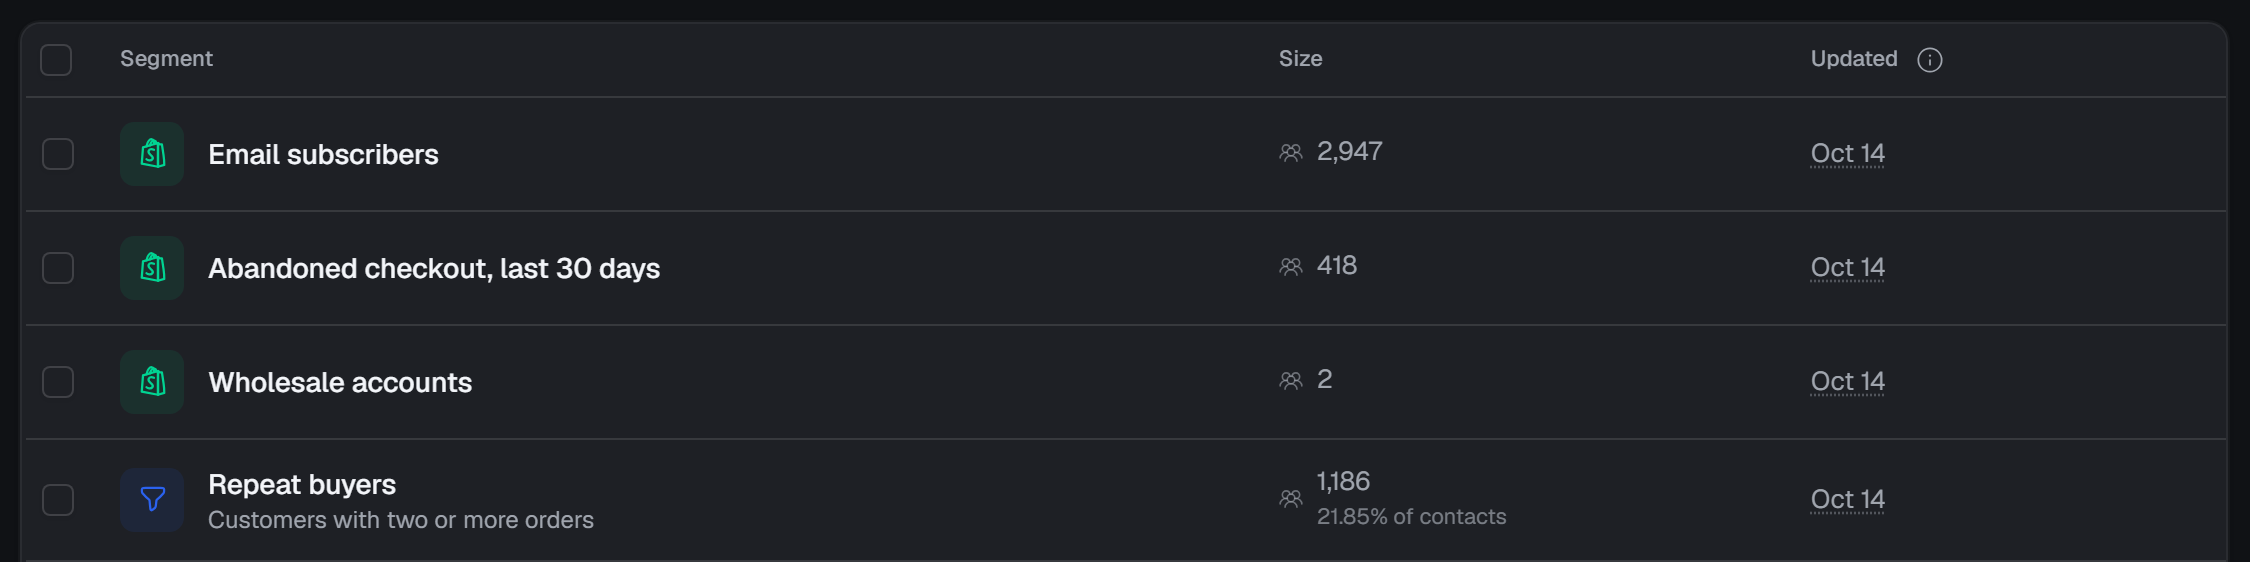 Segment Size Updated
Email subscribers 2,947 Oct 14
Abandoned checkout, last 30 days 418 Oct 14
Wholesale accounts 2 Oct 14
Repeat buyers 1,186 Oct 14
Customers with two or more orders 21.85% of contacts